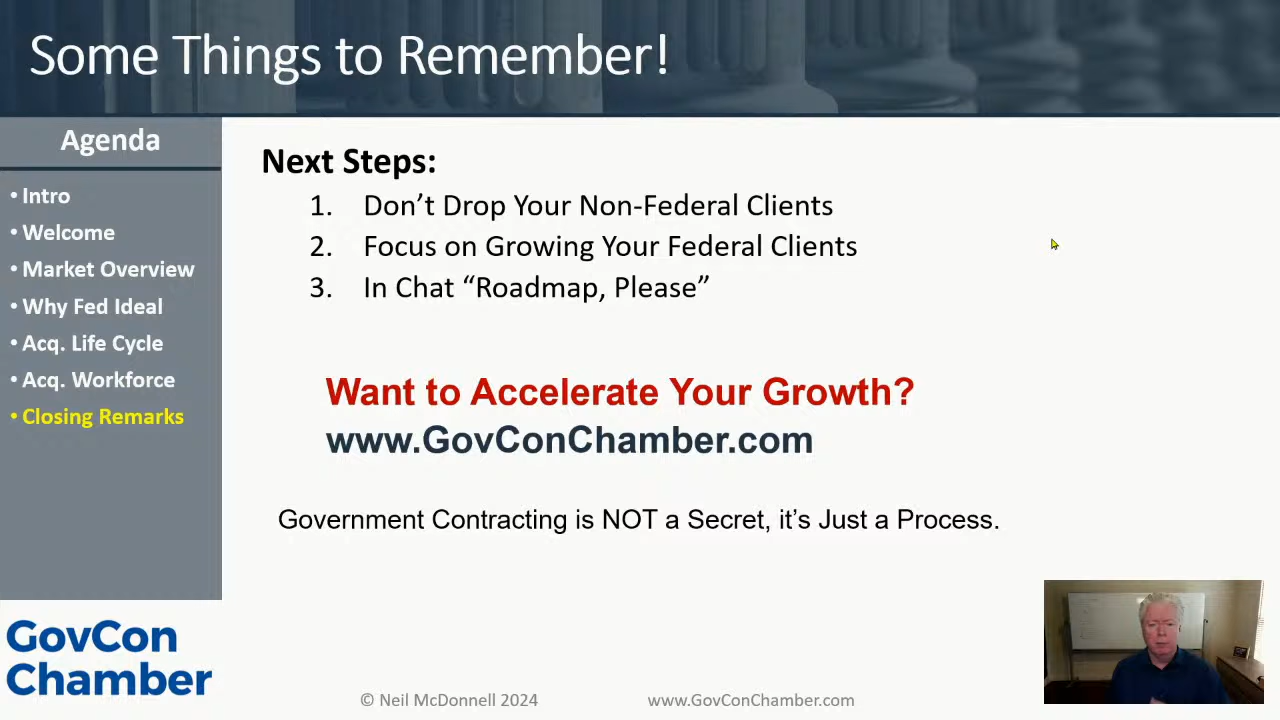 Some Things to Remember!
Agenda
• Intro
• Welcome
• Market Overview
• Why Fed Ideal
• Acq. Life Cycle
• Acq. Workforce
• Closing Remarks
Next Steps:
1. Don’t Drop Your Non-Federal Clients
2. Focus on Growing Your Federal Clients
3. In Chat “Roadmap, Please”
Want to Accelerate Your Growth?
www.GovConChamber.com
Government Contracting is NOT a Secret, it’s Just a Process.
GovCon
Chamber
© Neil McDonnell 2024
www.GovConChamber.com